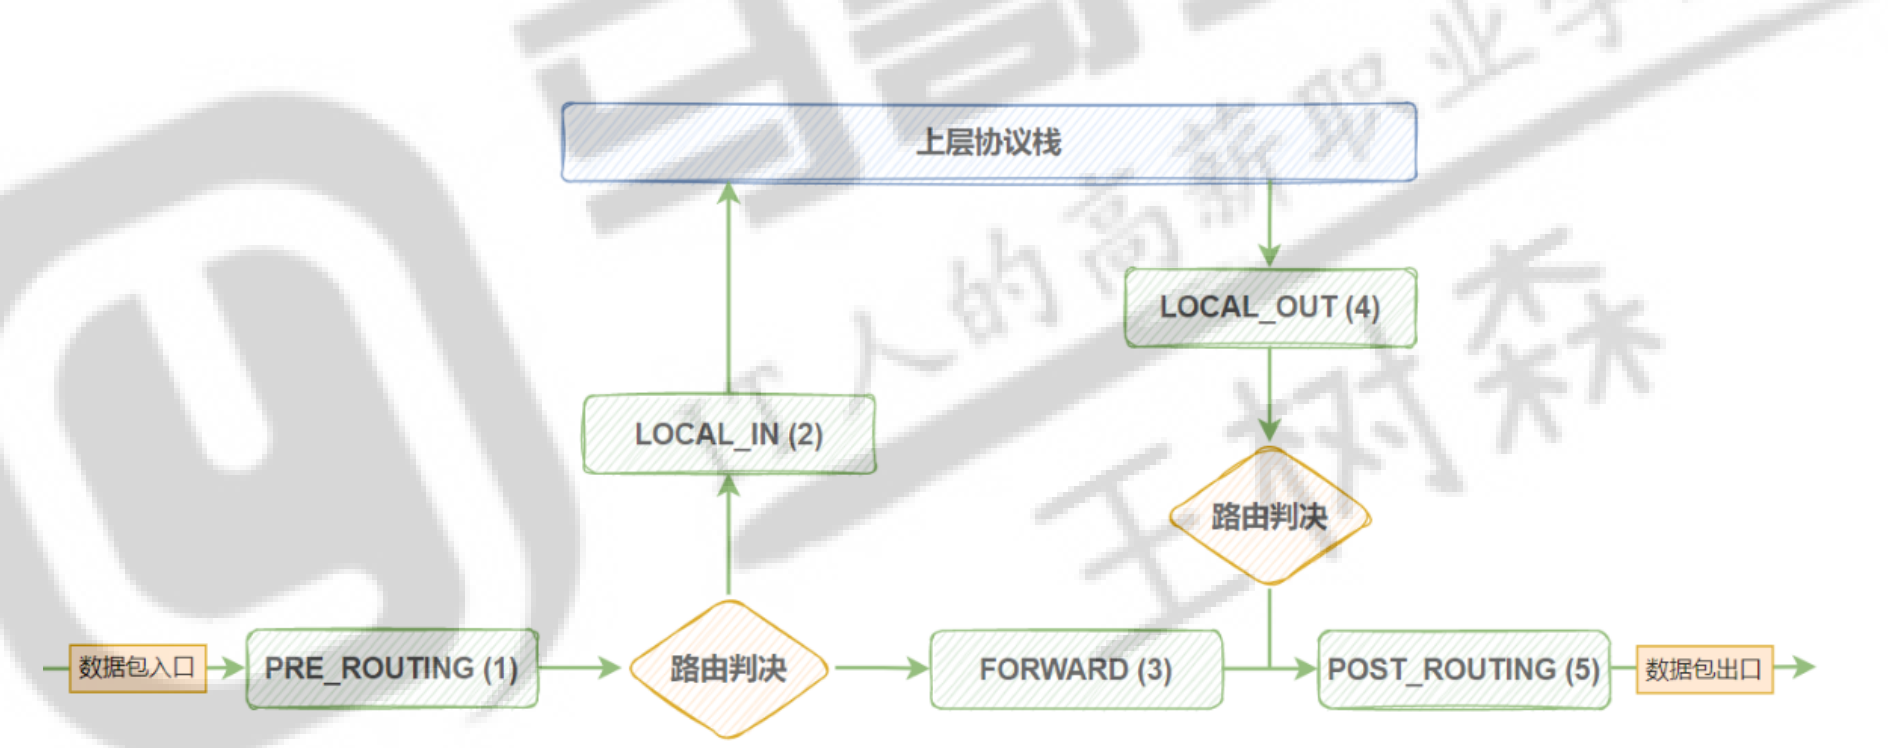 上层协议栈
LOCAL_OUT (4)
LOCAL_IN (2)
路由判决
数据包入口
PRE_ROUTING (1)
路由判决
FORWARD (3)
POST_ROUTING (5)
数据包出口
人的高薪职业
王树森